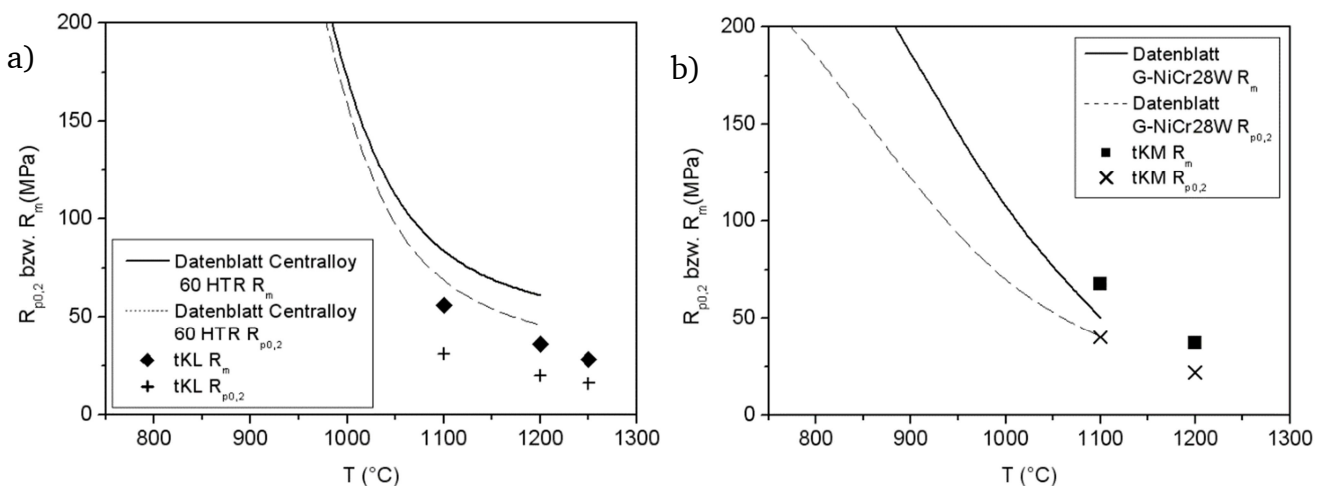 a)
200
150
100
50
0
R_p0,2 bzw. R_m(MPa)
Datenblatt Centralloy
60 HTR R_m
Datenblatt Centralloy
60 HTR R_p0,2
tKL R_m
tKL R_p0,2
800 900 1000 1100 1200 1300
T (°C)
b)
200
150
100
50
0
R_p0,2 bzw. R_m(MPa)
Datenblatt
G-NiCr28W R_m
Datenblatt
G-NiCr28W R_p0,2
tKM R_m
tKM R_p0,2
800 900 1000 1100 1200 1300
T (°C)